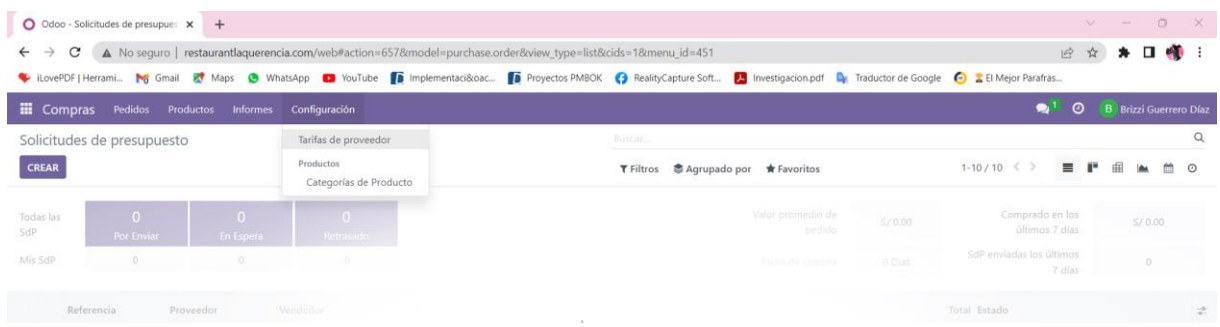 Odoo - Solicitudes de presupues
No seguro | restaurantlaquerencia.com/web#action=657&model=purchase.order&view_type=list&cids=1&menu_id=451
iLovePDF | Herrami... Gmail Maps WhatsApp YouTube Implementaci&oac... Proyectos PMBOK RealityCapture Soft... Investigacion.pdf Traductor de Google El Mejor Parafras...
Compras Pedidos Productos Informes Configuración 1 B Brizzi Guerrero Díaz
Solicitudes de presupuesto Tarifas de proveedor Buscar...
Productos
CREAR Categorías de Producto Filtros Agrupado por Favoritos 1-10 / 10
Todas las SdP 0 Por Enviar 0 En Espera 0 Retrasado Valor promedio de pedido S/ 0.00 Comprado en los últimos 7 días S/ 0.00
Mis SdP 0 0 0 0 Días SdP enviadas los últimos 7 días 0
Referencia Proveedor Total Estado